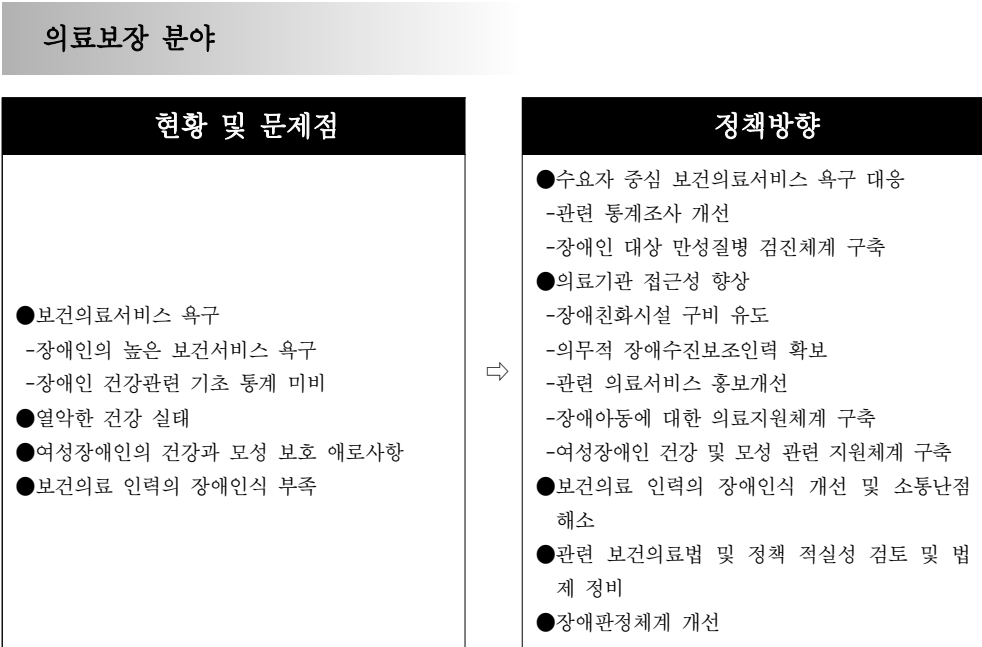 의료보장 분야
현황 및 문제점
●보건의료서비스 욕구
-장애인의 높은 보건서비스 욕구
-장애인 건강관련 기초 통계 미비
●열악한 건강 실태
●여성장애인의 건강과 모성 보호 애로사항
●보건의료 인력의 장애인식 부족
⇨
정책방향
●수요자 중심 보건의료서비스 욕구 대응
-관련 통계조사 개선
-장애인 대상 만성질병 검진체계 구축
●의료기관 접근성 향상
-장애친화시설 구비 유도
-의무적 장애수진보조인력 확보
-관련 의료서비스 홍보개선
-장애아동에 대한 의료지원체계 구축
-여성장애인 건강 및 모성 관련 지원체계 구축
●보건의료 인력의 장애인식 개선 및 소통난점
해소
●관련 보건의료법 및 정책 적실성 검토 및 법
제 정비
●장애판정체계 개선